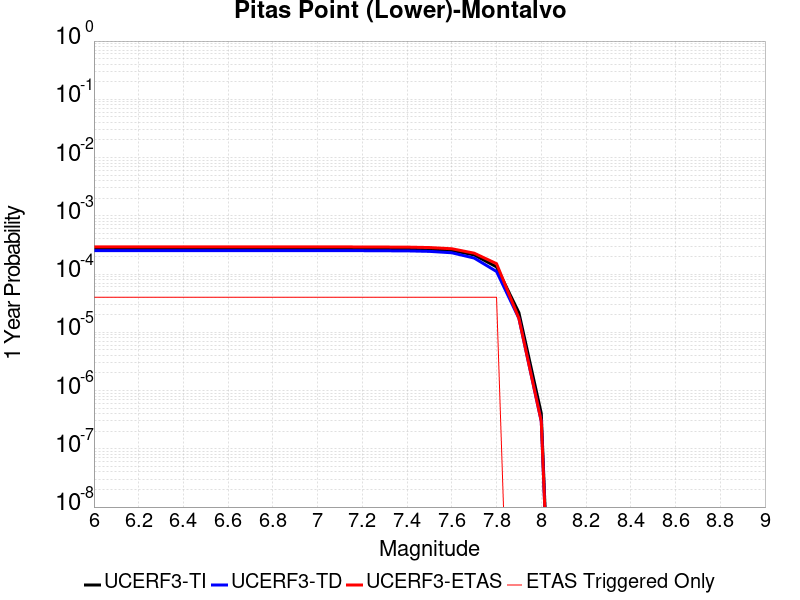 Pitas Point (Lower)-Montalvo
1 Year Probability
10^0
10^-1
10^-2
10^-3
10^-4
10^-5
10^-6
10^-7
10^-8
6 6.2 6.4 6.6 6.8 7 7.2 7.4 7.6 7.8 8 8.2 8.4 8.6 8.8 9
Magnitude
UCERF3-TI UCERF3-TD UCERF3-ETAS ETAS Triggered Only